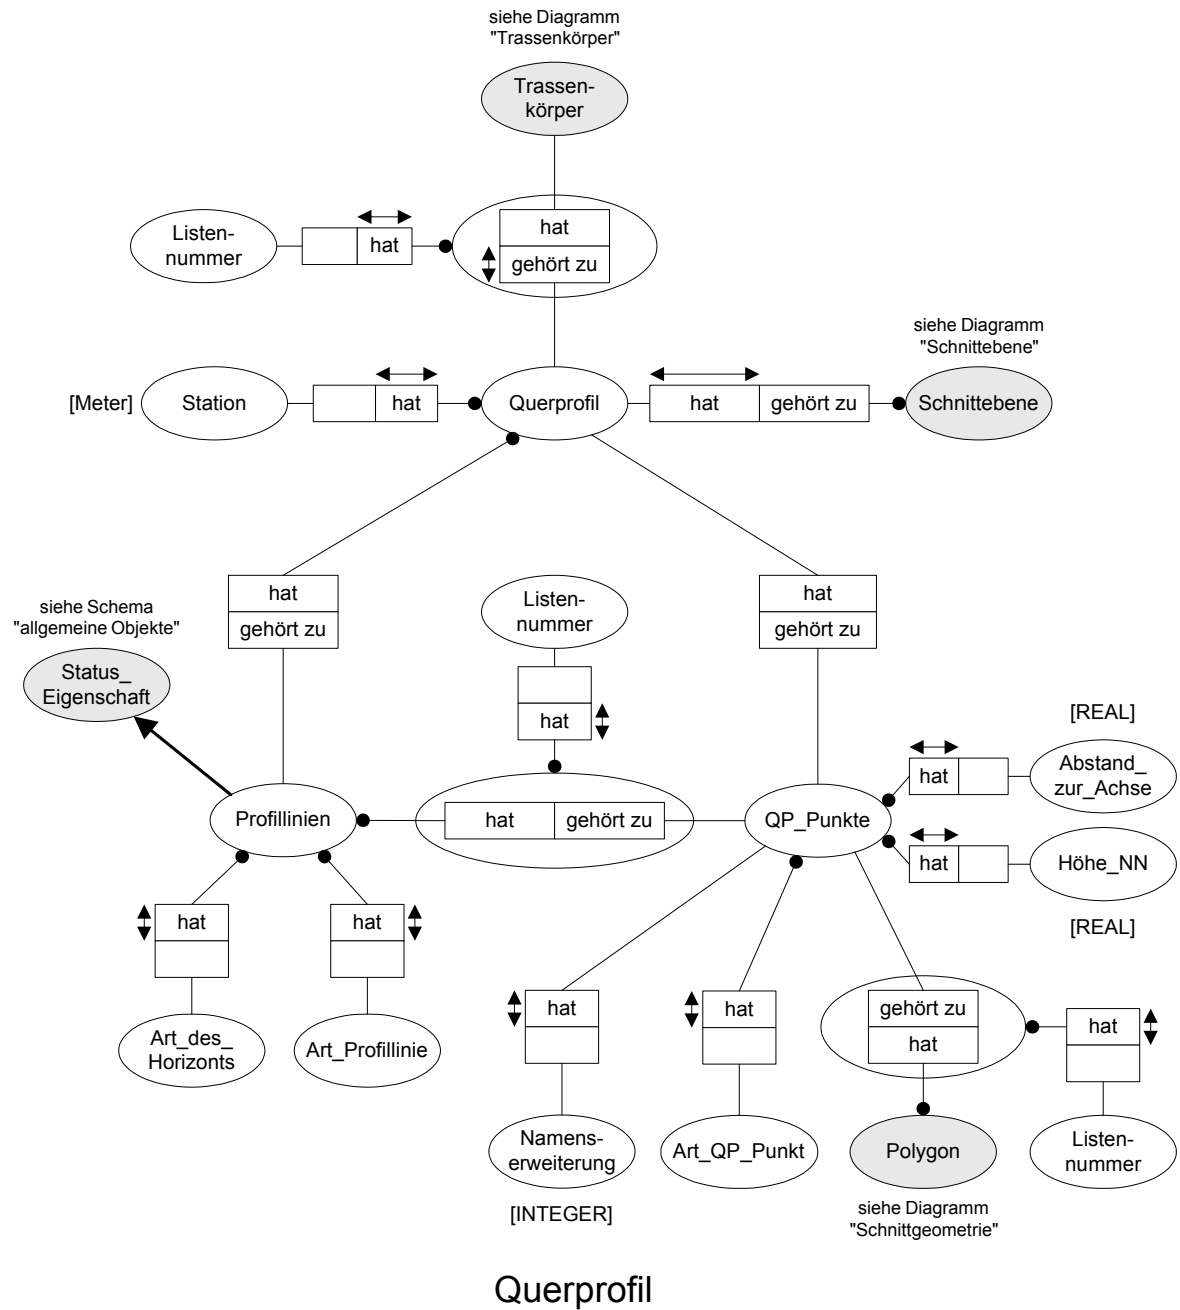 siehe Diagramm
"Trassenkörper"
Trassen-
körper
hat
gehört zu
Listen-
nummer
hat
siehe Diagramm
"Schnittebene"
[Meter]
Station
hat
Querprofil
hat
gehört zu
Schnittebene
hat
gehört zu
hat
gehört zu
siehe Schema
"allgemeine Objekte"
Status_
Eigenschaft
Listen-
nummer
hat
[REAL]
Abstand_
zur_Achse
hat
Profillinien
hat
gehört zu
QP_Punkte
hat
Höhe_NN
[REAL]
hat
hat
Art_des_
Horizonts
Art_Profillinie
hat
hat
gehört zu
hat
hat
Namens-
erweiterung
[INTEGER]
Art_QP_Punkt
Polygon
siehe Diagramm
"Schnittgeometrie"
Listen-
nummer
Querprofil